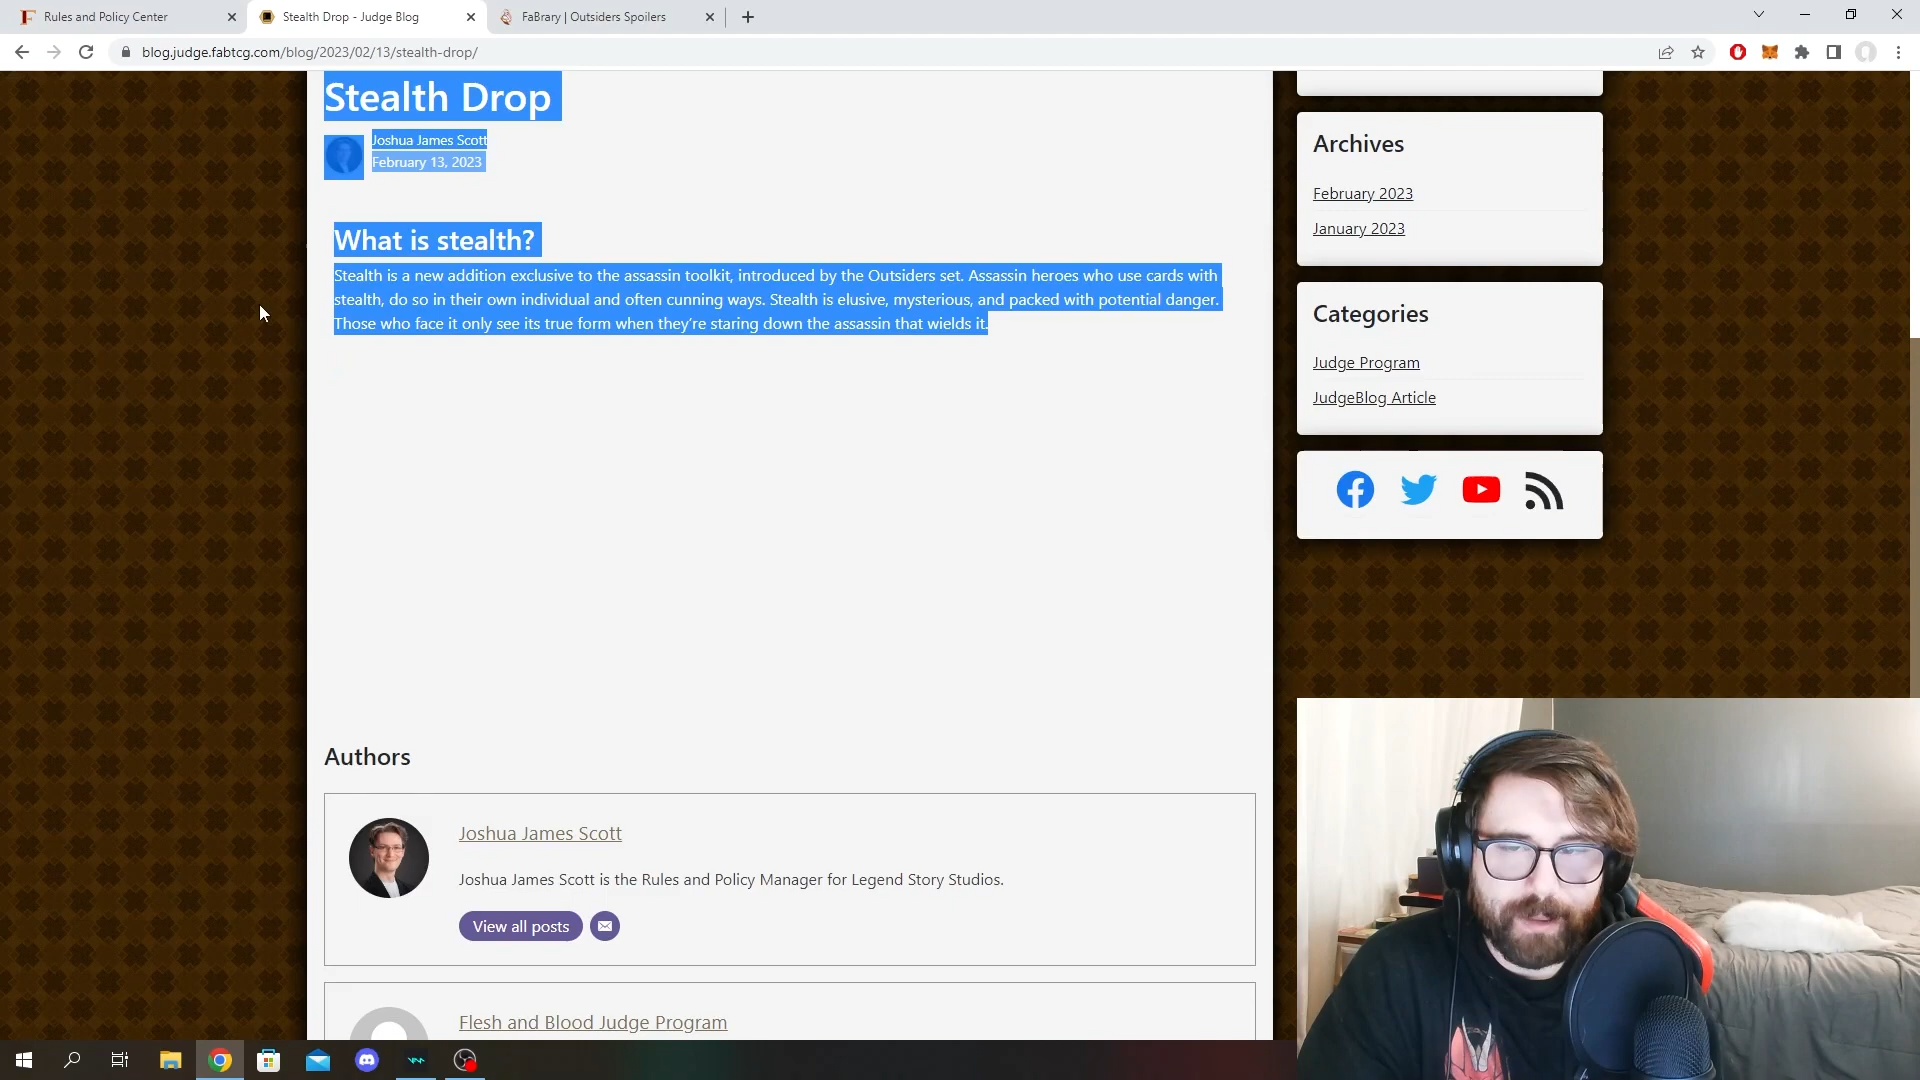 Rules and Policy Center
Stealth Drop - Judge Blog
FaBrary | Outsiders Spoilers
blog.judge.fabtcg.com/blog/2023/02/13/stealth-drop/
Stealth Drop
Joshua James Scott
February 13, 2023
What is stealth?
Stealth is a new addition exclusive to the assassin toolkit, introduced by the Outsiders set. Assassin heroes who use cards with
stealth, do so in their own individual and often cunning ways. Stealth is elusive, mysterious, and packed with potential danger.
Those who face it only see its true form when they’re staring down the assassin that wields it.
Archives
February 2023
January 2023
Categories
Judge Program
JudgeBlog Article
Authors
Joshua James Scott
Joshua James Scott is the Rules and Policy Manager for Legend Story Studios.
View all posts
Flesh and Blood Judge Program